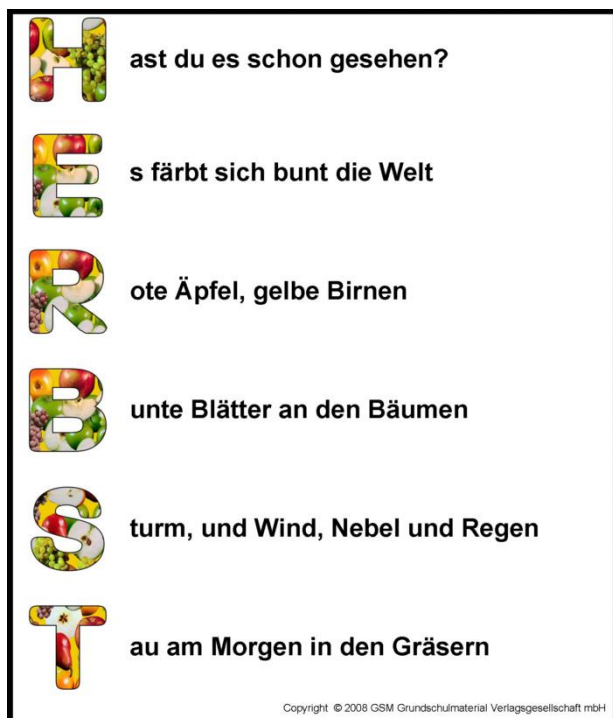 Hast du es schon gesehen?
Es färbt sich bunt die Welt
Rote Äpfel, gelbe Birnen
Bunte Blätter an den Bäumen
Sturm, und Wind, Nebel und Regen
Tau am Morgen in den Gräsern
Copyright © 2008 GSM Grundschulmaterial Verlagsgesellschaft mbH